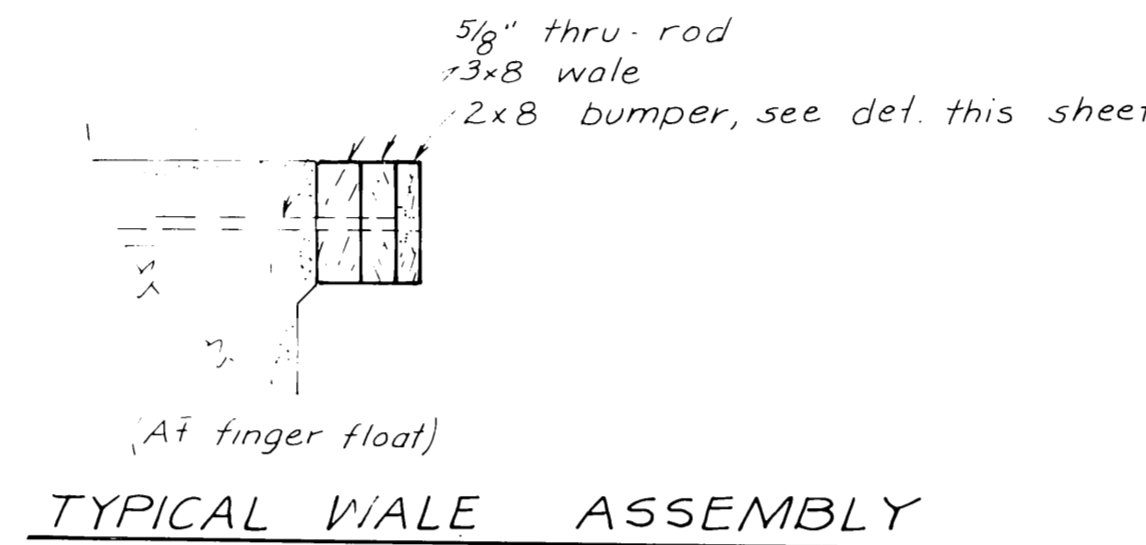 5/8" thru-rod
3x8 wale
2x8 bumper, see det. this sheet
(At finger float)
TYPICAL WALE ASSEMBLY